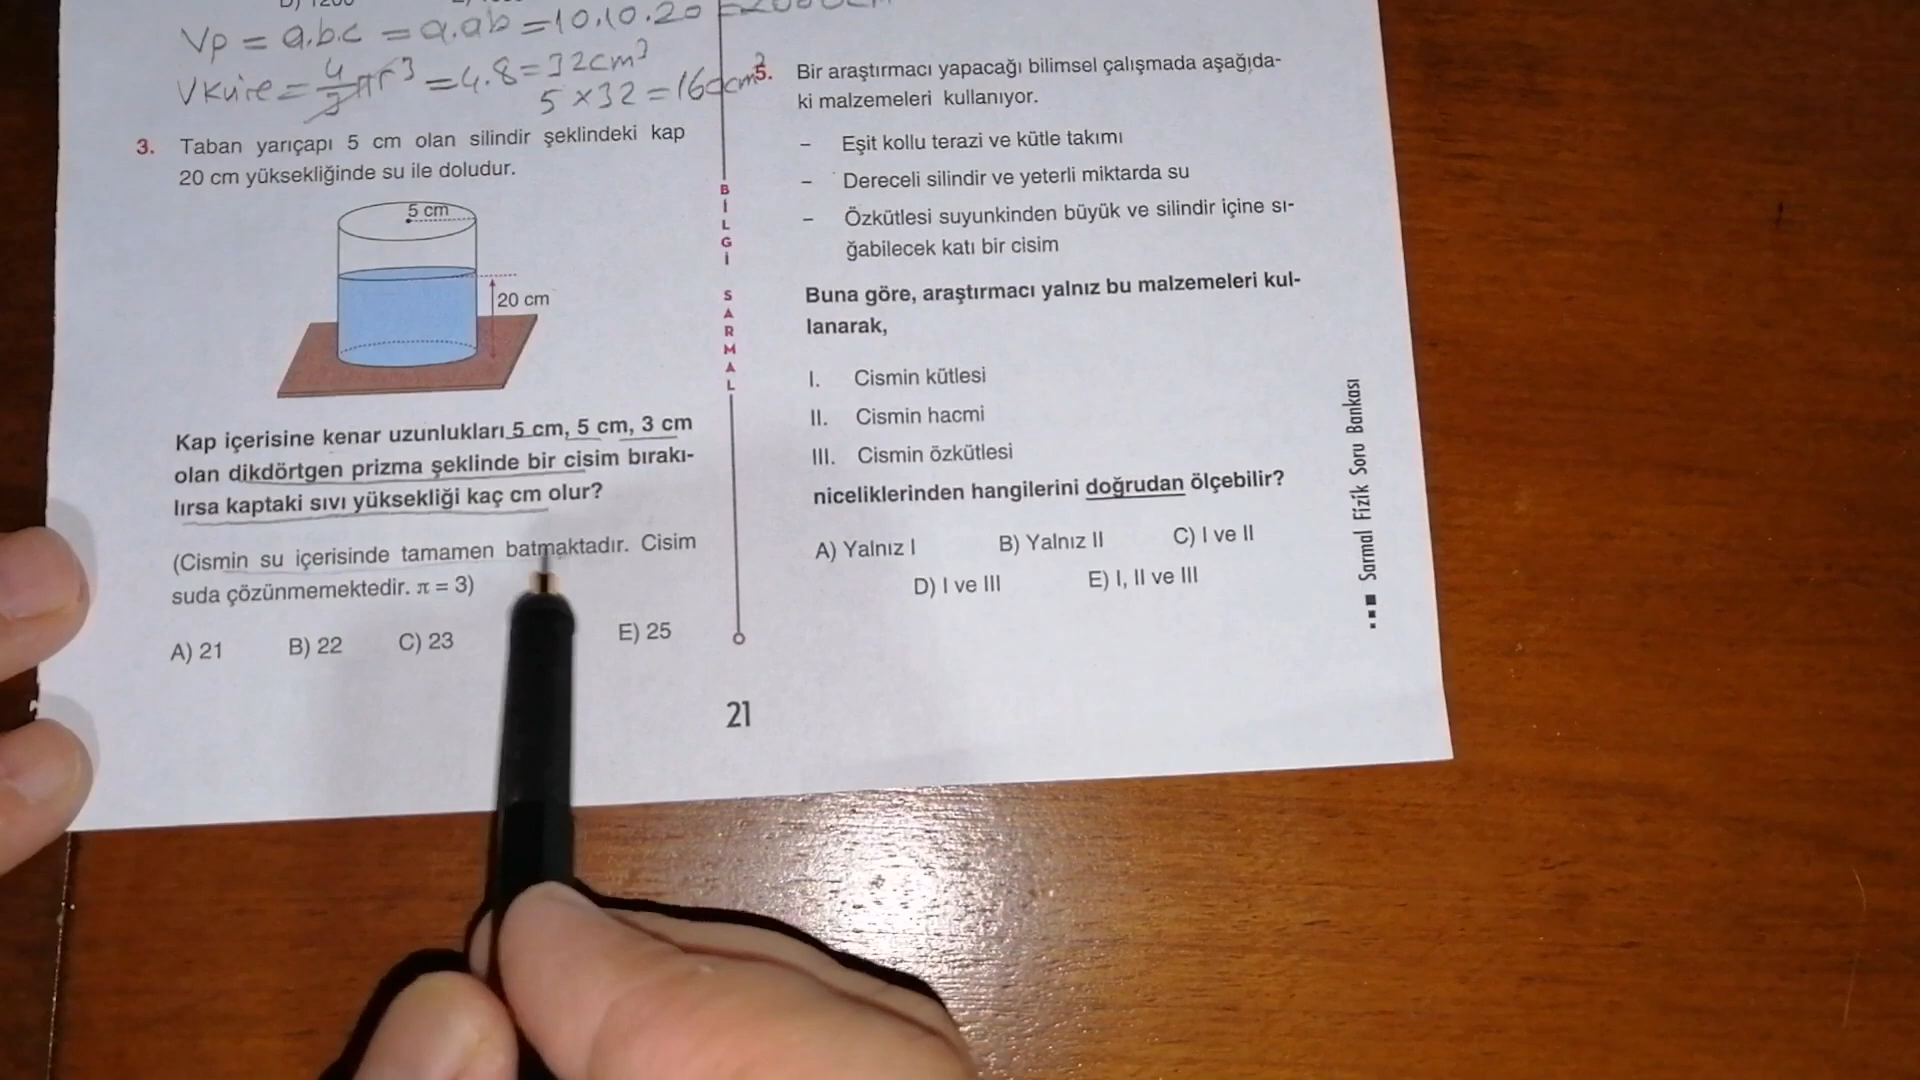 Vp = a.b.c = a.ab = 10.10.20
Vküre = 4/3 πr³ = 4.8 = 32cm³
5 x 32 = 160cm³
3. Taban yarıçapı 5 cm olan silindir şeklindeki kap
20 cm yüksekliğinde su ile doludur.
5 cm
20 cm
Kap içerisine kenar uzunlukları 5 cm, 5 cm, 3 cm
olan dikdörtgen prizma şeklinde bir cisim bırakı-
lırsa kaptaki sıvı yüksekliği kaç cm olur?
(Cismin su içerisinde tamamen batmaktadır. Cisim
suda çözünmemektedir. π = 3)
A) 21 B) 22 C) 23 E) 25
BİLGİ SARMAL
5. Bir araştırmacı yapacağı bilimsel çalışmada aşağıda-
ki malzemeleri kullanıyor.
– Eşit kollu terazi ve kütle takımı
– Dereceli silindir ve yeterli miktarda su
– Özkütlesi suyunkinden büyük ve silindir içine sı-
ğabilecek katı bir cisim
Buna göre, araştırmacı yalnız bu malzemeleri kul-
lanarak,
I. Cismin kütlesi
II. Cismin hacmi
III. Cismin özkütlesi
niceliklerinden hangilerini doğrudan ölçebilir?
A) Yalnız I B) Yalnız II C) I ve II
D) I ve III E) I, II ve III
Sarmal Fizik Soru Bankası
21